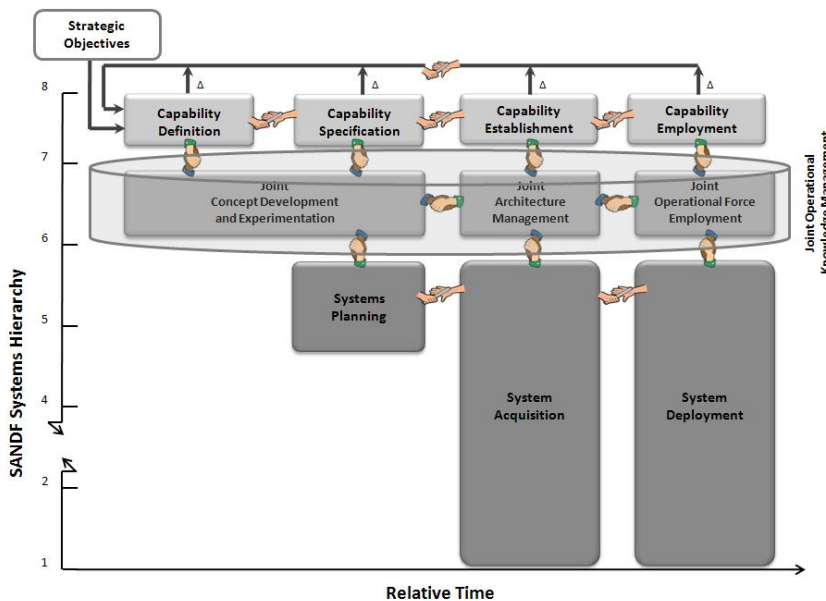 Strategic
Objectives
Δ
Δ
Δ
Δ
8
Capability
Definition
Capability
Specification
Capability
Establishment
Capability
Employment
7
Joint
Concept Development
and Experimentation
Joint
Architecture
Management
Joint
Operational Force
Employment
Joint Operational
Knowledge Management
6
Systems
Planning
5
System
Acquisition
System
Deployment
4
SANDF Systems Hierarchy
2
1
Relative Time